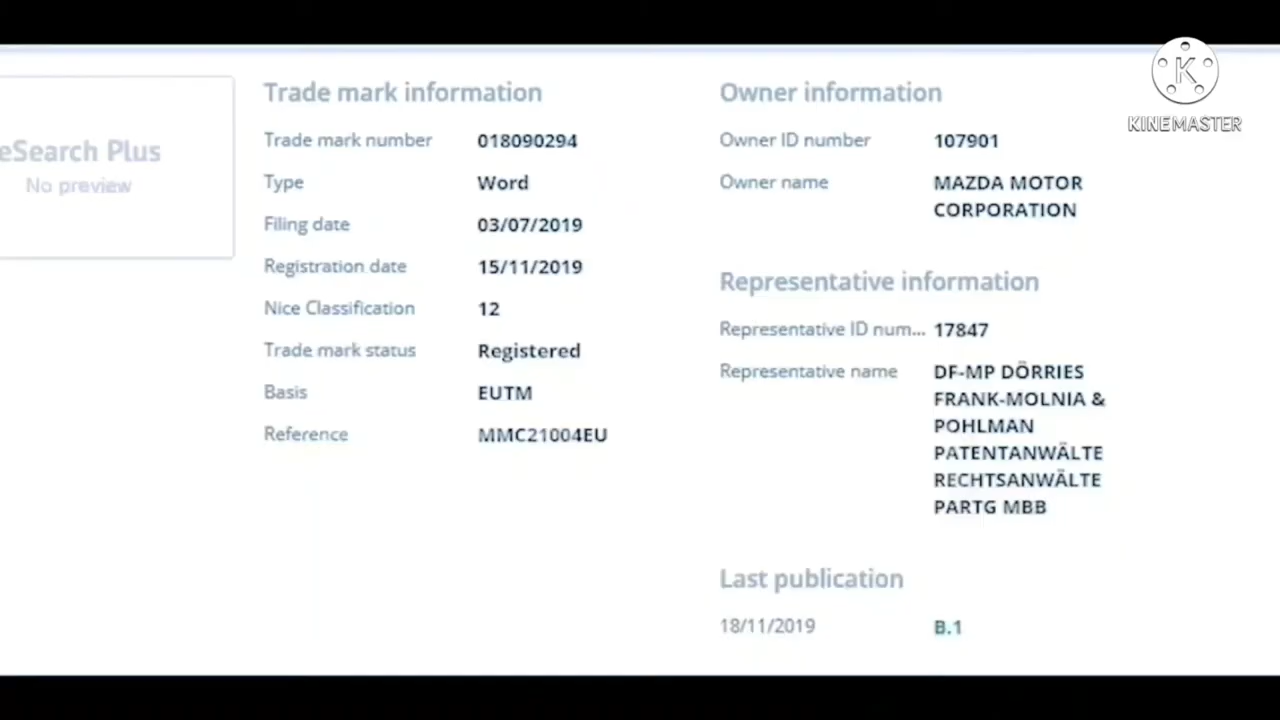 eSearch Plus
No preview
Trade mark information
Trade mark number 018090294
Type Word
Filing date 03/07/2019
Registration date 15/11/2019
Nice Classification 12
Trade mark status Registered
Basis EUTM
Reference MMC21004EU
Owner information
Owner ID number 107901
Owner name MAZDA MOTOR
CORPORATION
Representative information
Representative ID num... 17847
Representative name DF-MP DÖRRIES
FRANK-MOLNIA &
POHLMAN
PATENTANWÄLTE
RECHTSANWÄLTE
PARTG MBB
Last publication
18/11/2019 B.1
K
KINEMASTER